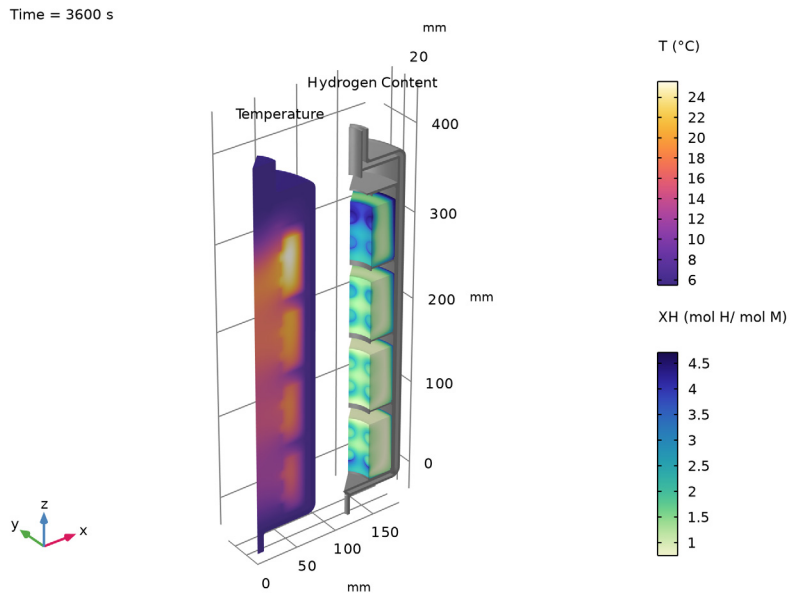 Time = 3600 s
mm
20
T (°C)
Hydrogen Content
Temperature
400
300
200
mm
100
0
24
22
20
18
16
14
12
10
8
6
XH (mol H/ mol M)
4.5
4
3.5
3
2.5
2
1.5
1
z
y
x
150
100
50
0
mm